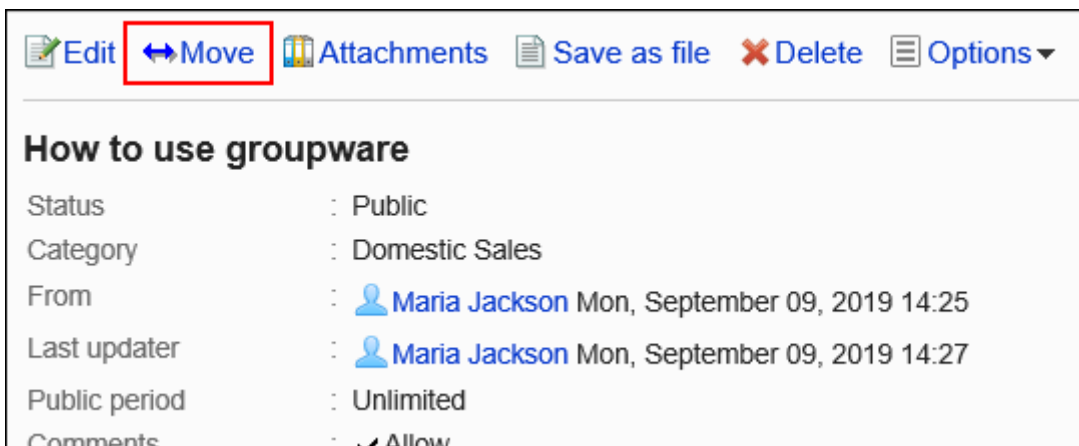 Edit Move Attachments Save as file Delete Options
How to use groupware
Status : Public
Category : Domestic Sales
From : Maria Jackson Mon, September 09, 2019 14:25
Last updater : Maria Jackson Mon, September 09, 2019 14:27
Public period : Unlimited
Comments : Allow